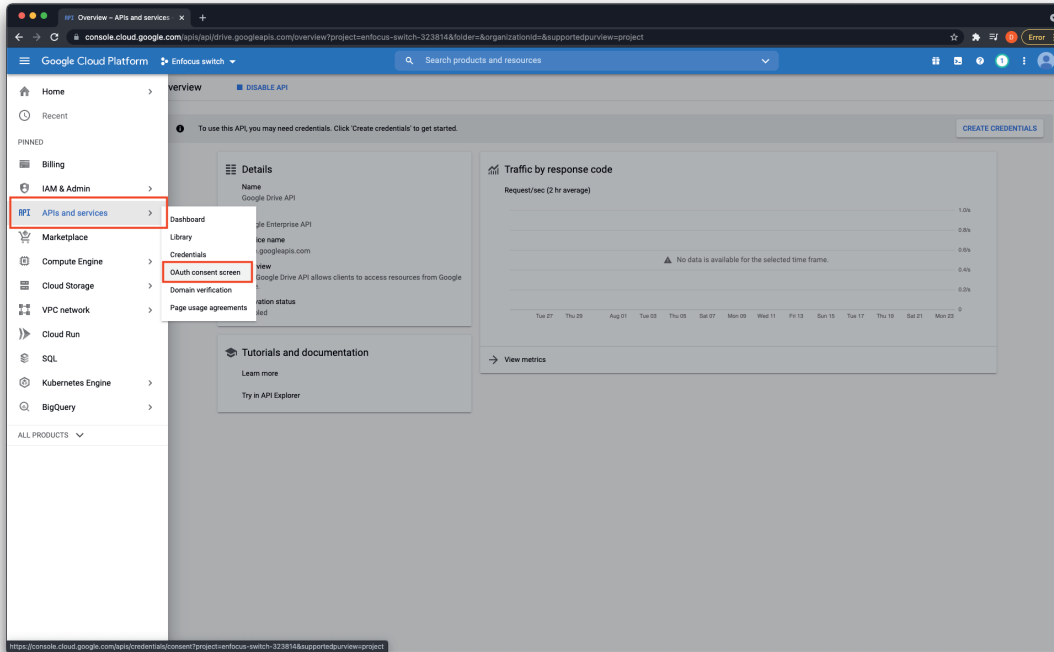 API Overview – APIs and services
console.cloud.google.com/apis/api/drive.googleapis.com/overview?project=enfocus-switch-323814&folder=&organizationId=&supportedpurview=project
D
Error
Google Cloud Platform
Enfocus switch
Search products and resources
1
Home
Recent
PINNED
Billing
IAM & Admin
API APIs and services
Marketplace
Compute Engine
Cloud Storage
VPC network
Cloud Run
SQL
Kubernetes Engine
BigQuery
ALL PRODUCTS
Dashboard
Library
Credentials
OAuth consent screen
Domain verification
Page usage agreements
verview
DISABLE API
To use this API, you may need credentials. Click 'Create credentials' to get started.
CREATE CREDENTIALS
Details
Name
Google Drive API
gle Enterprise API
ice name
e.googleapis.com
view
Google Drive API allows clients to access resources from Google
e.
vation status
bled
Tutorials and documentation
Learn more
Try in API Explorer
Traffic by response code
Request/sec (2 hr average)
1.0/s
0.8/s
0.6/s
0.4/s
0.2/s
0
No data is available for the selected time frame.
Tue 27 Thu 29 Aug 01 Tue 03 Thu 05 Sat 07 Mon 09 Wed 11 Fri 13 Sun 15 Tue 17 Thu 19 Sat 21 Mon 23
View metrics
https://console.cloud.google.com/apis/credentials/consent?project=enfocus-switch-323814&supportedpurview=project